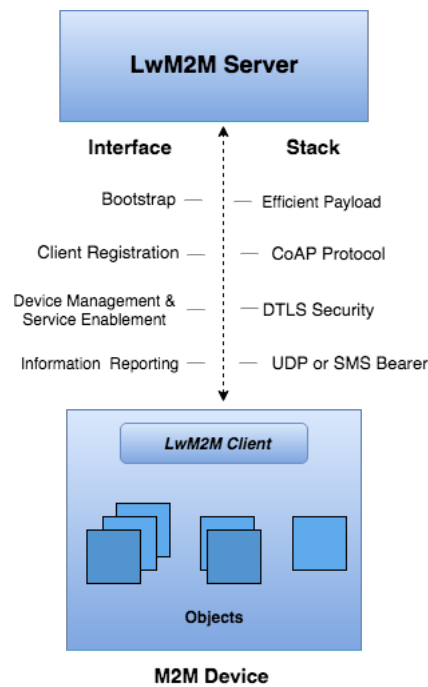 LwM2M Server
Interface
Stack
Bootstrap
Efficient Payload
Client Registration
CoAP Protocol
Device Management &
Service Enablement
DTLS Security
Information Reporting
UDP or SMS Bearer
LwM2M Client
Objects
M2M Device